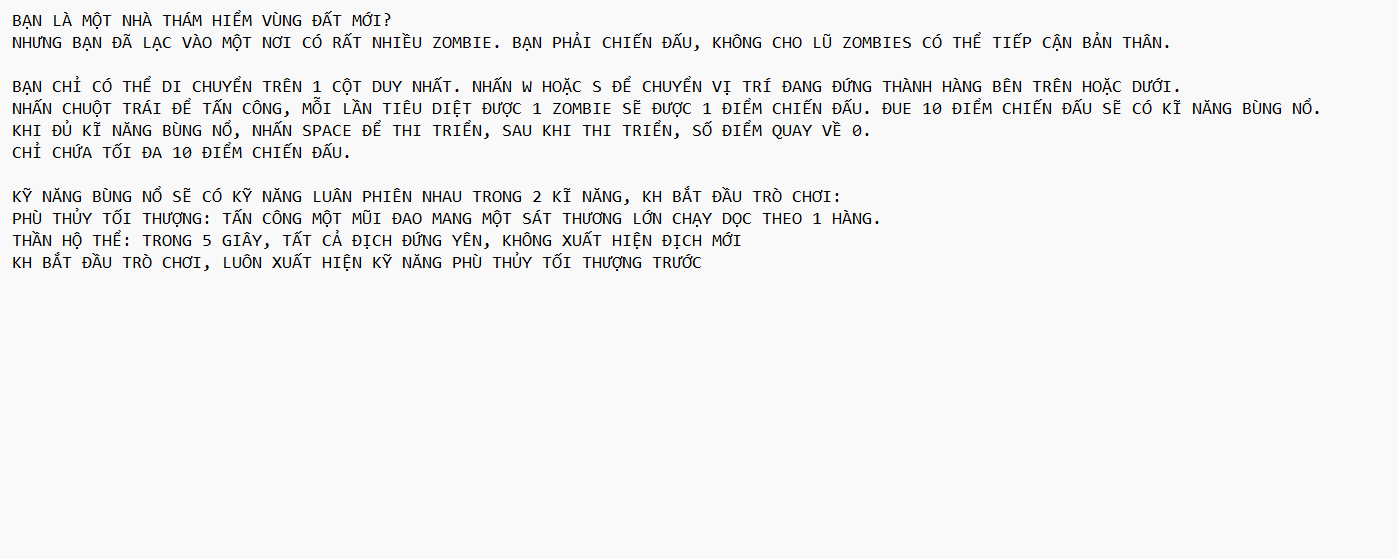 BẠN LÀ MỘT NHÀ THÁM HIỂM VÙNG ĐẤT MỚI?
NHƯNG BẠN ĐÃ LẠC VÀO MỘT NƠI CÓ RẤT NHIỀU ZOMBIE. BẠN PHẢI CHIẾN ĐẤU, KHÔNG CHO LŨ ZOMBIES CÓ THỂ TIẾP CẬN BẢN THÂN.
BẠN CHỈ CÓ THỂ DI CHUYỂN TRÊN 1 CỘT DUY NHẤT. NHẤN W HOẶC S ĐỂ CHUYỂN VỊ TRÍ ĐANG ĐỨNG THÀNH HÀNG BÊN TRÊN HOẶC DƯỚI.
NHẤN CHUỘT TRÁI ĐỂ TẤN CÔNG, MỖI LẦN TIÊU DIỆT ĐƯỢC 1 ZOMBIE SẼ ĐƯỢC 1 ĐIỂM CHIẾN ĐẤU. ĐUE 10 ĐIỂM CHIẾN ĐẤU SẼ CÓ KĨ NĂNG BÙNG NỔ.
KHI ĐỦ KĨ NĂNG BÙNG NỔ, NHẤN SPACE ĐỂ THI TRIỂN, SAU KHI THI TRIỂN, SỐ ĐIỂM QUAY VỀ 0.
CHỈ CHỨA TỐI ĐA 10 ĐIỂM CHIẾN ĐẤU.
KỸ NĂNG BÙNG NỔ SẼ CÓ KỸ NĂNG LUÂN PHIÊN NHAU TRONG 2 KĨ NĂNG, KH BẮT ĐẦU TRÒ CHƠI:
PHÙ THỦY TỐI THƯỢNG: TẤN CÔNG MỘT MŨI ĐAO MANG MỘT SÁT THƯƠNG LỚN CHẠY DỌC THEO 1 HÀNG.
THẦN HỘ THỂ: TRONG 5 GIÂY, TẤT CẢ ĐỊCH ĐỨNG YÊN, KHÔNG XUẤT HIỆN ĐỊCH MỚI
KH BẮT ĐẦU TRÒ CHƠI, LUÔN XUẤT HIỆN KỸ NĂNG PHÙ THỦY TỐI THƯỢNG TRƯỚC